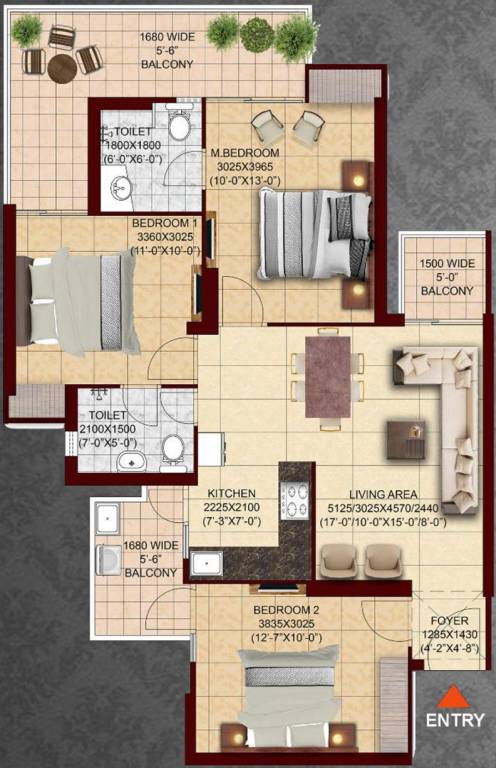 1680 WIDE
5'-6"
BALCONY
TOILET
1800X1800
(6'-0"X6'-0")
M.BEDROOM
3025X3965
(10'-0"X13'-0")
BEDROOM 1
3360X3025
(11'-0"X10'-0")
1500 WIDE
5'-0"
BALCONY
TOILET
2100X1500
(7'-0"X5'-0")
KITCHEN
2225X2100
(7'-3"X7'-0")
LIVING AREA
5125/3025X4570/2440
(17'-0"/10'-0"X15'-0"/8'-0")
1680 WIDE
5'-6"
BALCONY
BEDROOM 2
3835X3025
(12'-7"X10'-0")
FOYER
1285X1430
(4'-2"X4'-8")
ENTRY